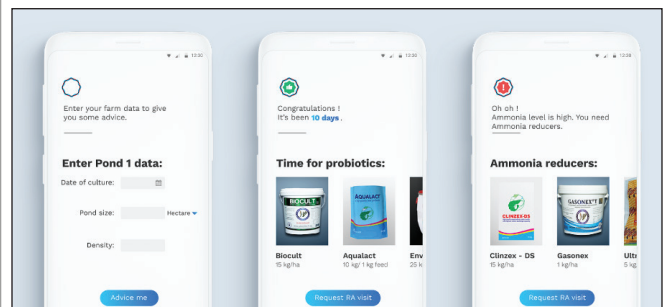 12:30
Enter your farm data to give
you some advice.
Enter Pond 1 data:
Date of culture:
Pond size:
Hectare
Density:
Advice me
12:30
Congratulations !
It's been 10 days .
Time for probiotics:
BIOCULT
AQUALACT
Biocult
15 kg/ha
Aqualact
10 kg/ 1 kg feed
Env
25 k
Request RA visit
12:30
Oh oh !
Ammonia level is high. You need
Ammonia reducers.
Ammonia reducers:
CLINZEX-DS
GASONEX
Clinzex - DS
15 kg/ha
Gasonex
1 kg/ha
Ultr
5 kg
Request RA visit